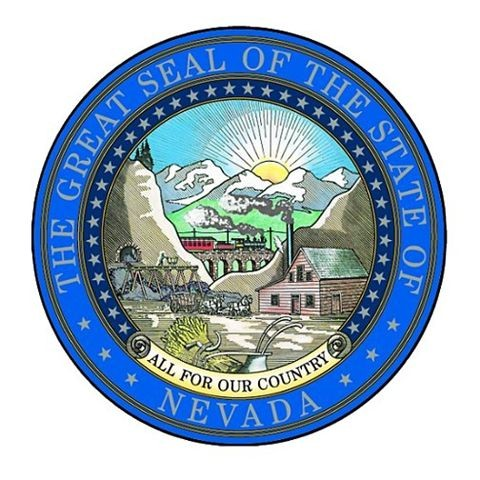 THE GREAT SEAL OF THE STATE OF
NEVADA
ALL FOR OUR COUNTRY